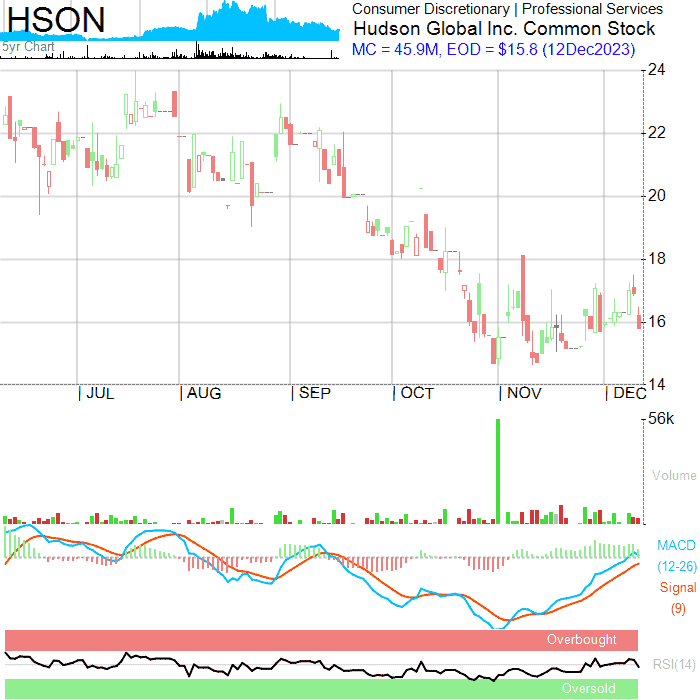 HSON
5yr Chart
Consumer Discretionary | Professional Services
Hudson Global Inc. Common Stock
MC = 45.9M, EOD = $15.8 (12Dec2023)
24
22
20
18
16
14
| JUL | AUG | SEP | OCT | NOV | DEC
56k
Volume
MACD
(12-26)
Signal
(9)
Overbought
RSI(14)
Oversold